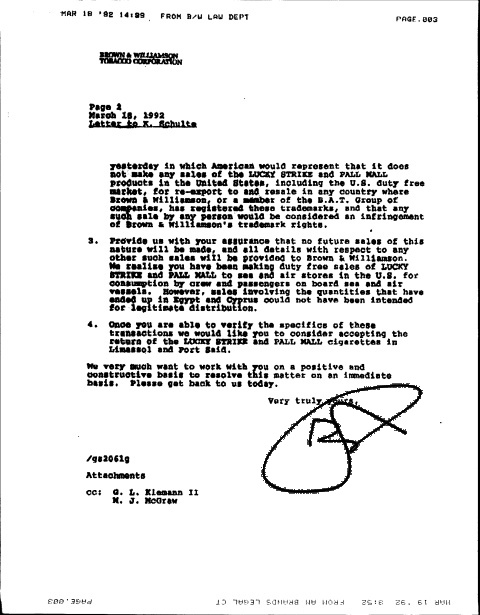 MAR 18 '92 14:09 FROM B/W LAW DEPT PAGE.003
BROWN & WILLIAMSON
TOBACCO CORPORATION
Page 2
March 18, 1992
Letter to K. Schulte
yesterday in which American would represent that it does
not make any sales of the LUCKY STRIKE and PALL MALL
products in the United States, including the U.S. duty free
market, for re-export to and resale in any country where
Brown & Williamson, or a member of the B.A.T. Group of
companies, has registered these trademarks, and that any
such sale by any person would be considered an infringement
of Brown & Williamson's trademark rights.
3. Provide us with your assurance that no future sales of this
nature will be made, and all details with respect to any
other such sales will be provided to Brown & Williamson.
We realise you have been making duty free sales of LUCKY
STRIKE and PALL MALL to sea and air stores in the U.S. for
consumption by crew and passengers on board sea and air
vessels. However, sales involving the quantities that have
ended up in Egypt and Cyprus could not have been intended
for legitimate distribution.
4. Once you are able to verify the specifics of these
transactions we would like you to consider accepting the
return of the LUCKY STRIKE and PALL MALL cigarettes in
Limassol and Port Said.
We very much want to work with you on a positive and
constructive basis to resolve this matter on an immediate
basis. Please get back to us today.
Very truly yours,
/gs2061g
Attachments
cc: G. L. Klemann II
M. J. McGraw
MAR 19 '92 8:52 FROM AM BRANDS LEGAL CT PAGE.003